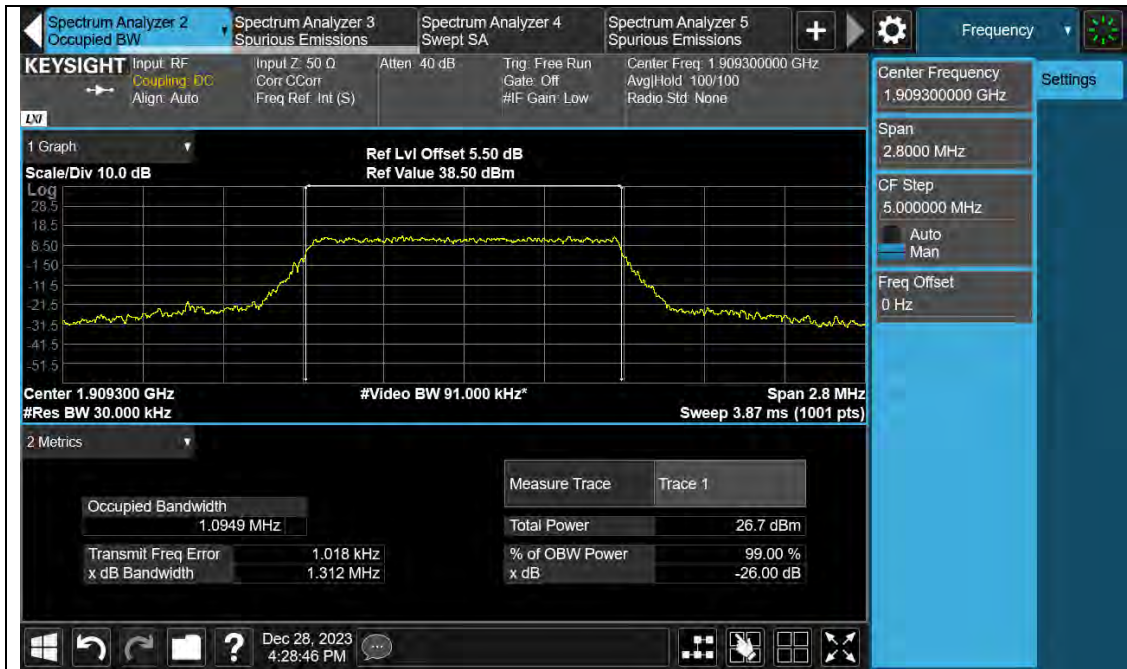 Spectrum Analyzer 2
Occupied BW
Spectrum Analyzer 3
Spurious Emissions
Spectrum Analyzer 4
Swept SA
Spectrum Analyzer 5
Spurious Emissions
+
Frequency
KEYSIGHT
Input: RF
Coupling: DC
Align: Auto
Input Z: 50 Ω
Corr CCorr
Freq Ref: Int (S)
Atten: 40 dB
Trig: Free Run
Gate: Off
#IF Gain: Low
Center Freq: 1.909300000 GHz
Avg|Hold: 100/100
Radio Std: None
LXI
Center Frequency
1.909300000 GHz
Settings
Span
2.8000 MHz
CF Step
5.000000 MHz
Auto
Man
Freq Offset
0 Hz
1 Graph
Scale/Div 10.0 dB
Ref Lvl Offset 5.50 dB
Ref Value 38.50 dBm
Log
28.5
18.5
8.50
-1.50
-11.5
-21.5
-31.5
-41.5
-51.5
Center 1.909300 GHz
#Video BW 91.000 kHz*
Span 2.8 MHz
#Res BW 30.000 kHz
Sweep 3.87 ms (1001 pts)
2 Metrics
Measure Trace Trace 1
Occupied Bandwidth
1.0949 MHz
Total Power 26.7 dBm
Transmit Freq Error 1.018 kHz
% of OBW Power 99.00 %
x dB Bandwidth 1.312 MHz
x dB -26.00 dB
?
Dec 28, 2023
4:28:46 PM